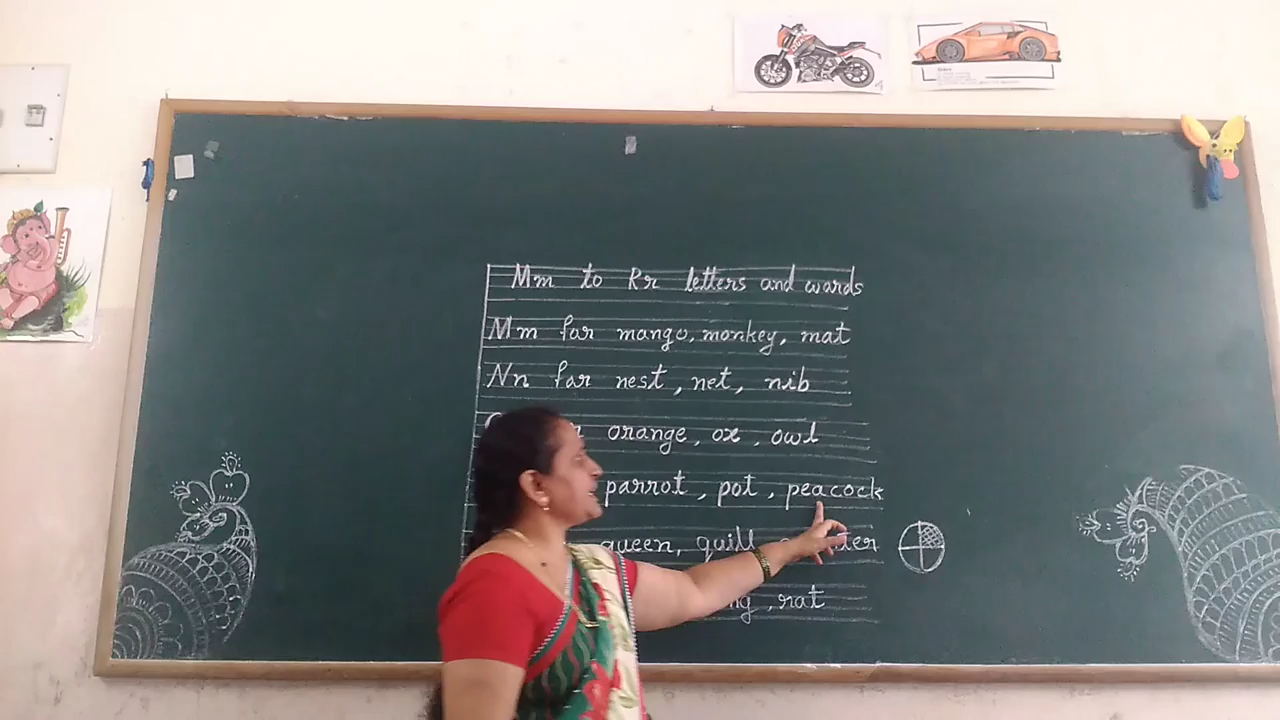 Mm to Rr letters and words
Mm for mango, monkey, mat
Nn for nest, net, nib
orange, ox, owl
parrot, pot, peacock
queen, quill
rat